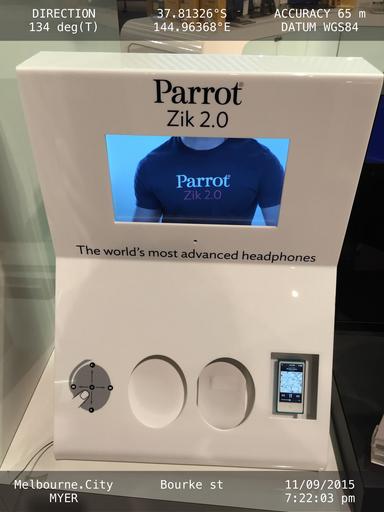 DIRECTION 37.81326°S ACCURACY 65 m
134 deg(T) 144.96368°E DATUM WGS84
Parrot
Zik 2.0
Parrot
Zik 2.0
The world's most advanced headphones
Melbourne.City Bourke st 11/09/2015
MYER 7:22:03 pm